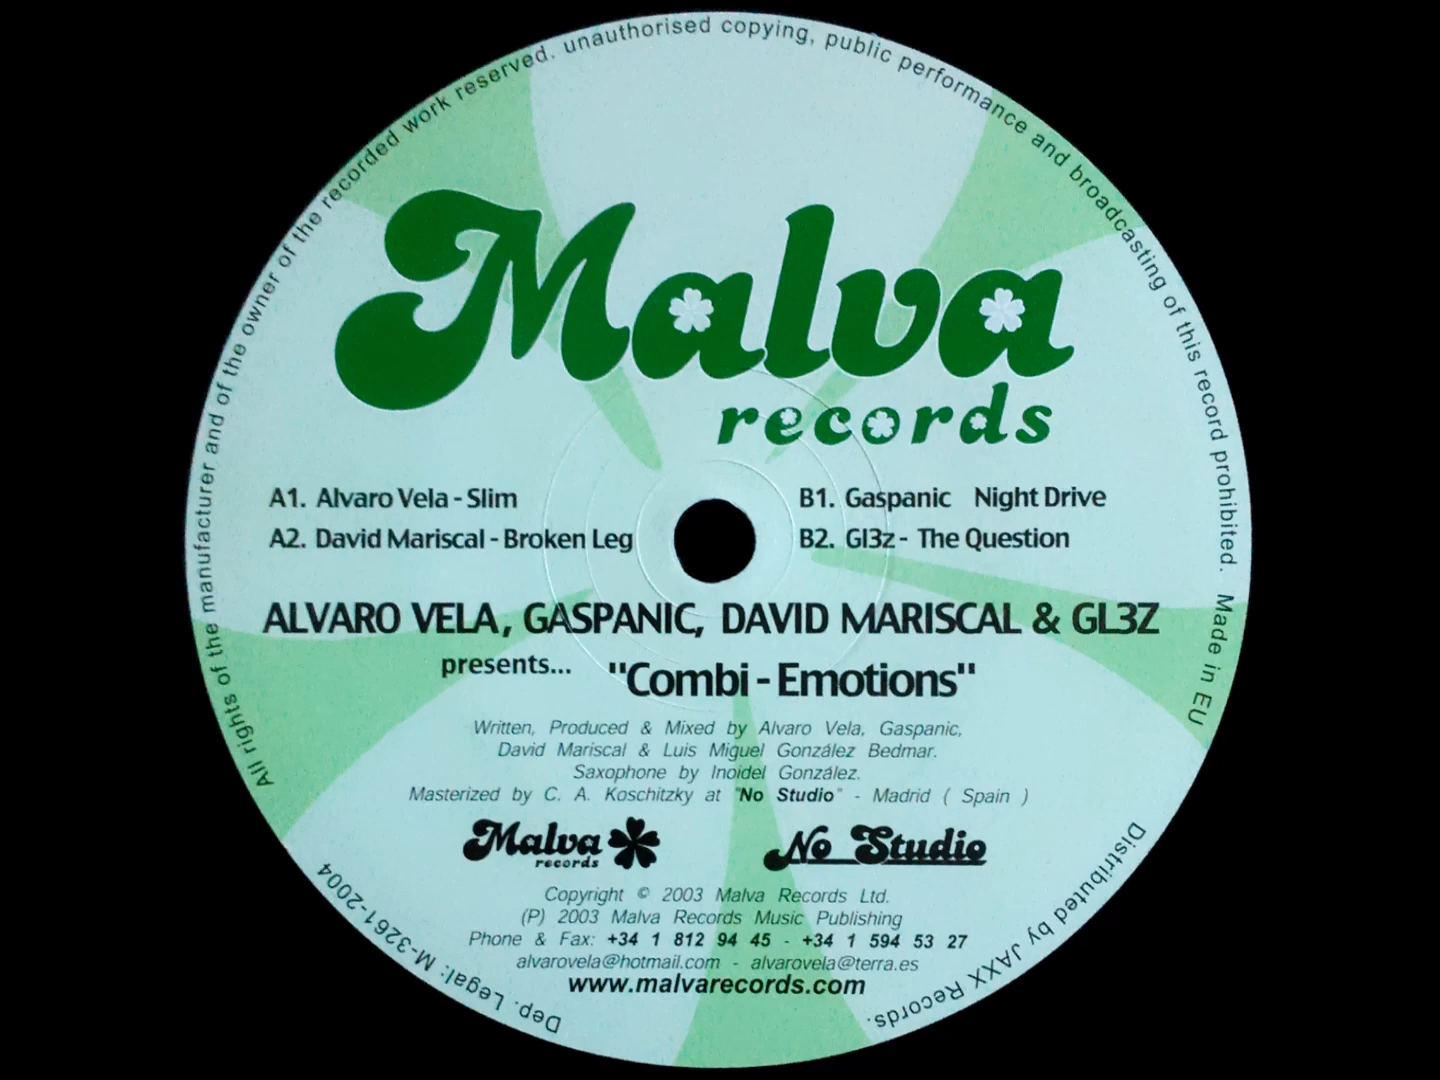 All rights of the manufacturer and of the owner of the recorded work reserved. unauthorised copying, public performance and broadcasting of this record prohibited. Made in EU
Malva
records
A1. Alvaro Vela - Slim
A2. David Mariscal - Broken Leg
B1. Gaspanic Night Drive
B2. Gl3z - The Question
ALVARO VELA, GASPANIC, DAVID MARISCAL & GL3Z
presents... "Combi - Emotions"
Written, Produced & Mixed by Alvaro Vela, Gaspanic,
David Mariscal & Luis Miguel González Bedmar.
Saxophone by Inoidel González.
Masterized by C. A. Koschitzky at "No Studio" - Madrid ( Spain )
Malva
records
No Studio
Copyright © 2003 Malva Records Ltd.
(P) 2003 Malva Records Music Publishing
Phone & Fax: +34 1 812 94 45 - +34 1 594 53 27
alvarovela@hotmail.com - alvarovela@terra.es
www.malvarecords.com
Dep. Legal: M-3261-2004
Distributed by JAXX Records.